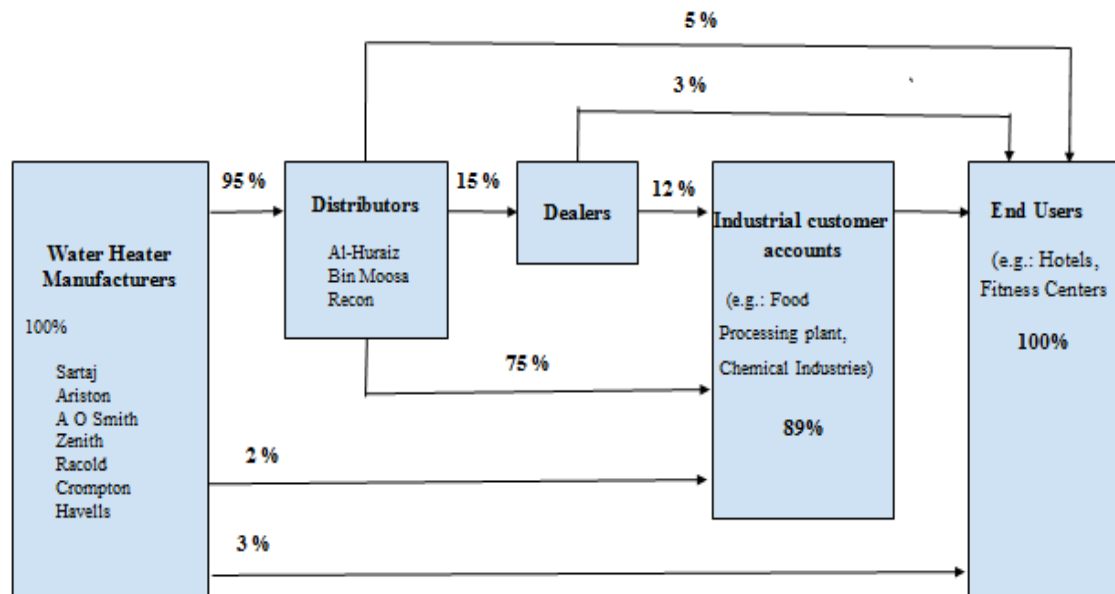 5 %
3 %
95 %
15 %
12 %
Water Heater
Manufacturers
100%
Sartaj
Ariston
A O Smith
Zenith
Racold
Crompton
Havells
Distributors
Al-Huraiz
Bin Moosa
Recon
Dealers
Industrial customer
accounts
(e.g.: Food
Processing plant,
Chemical Industries)
89%
End Users
(e.g.: Hotels,
Fitness Centers
100%
75 %
2 %
3 %